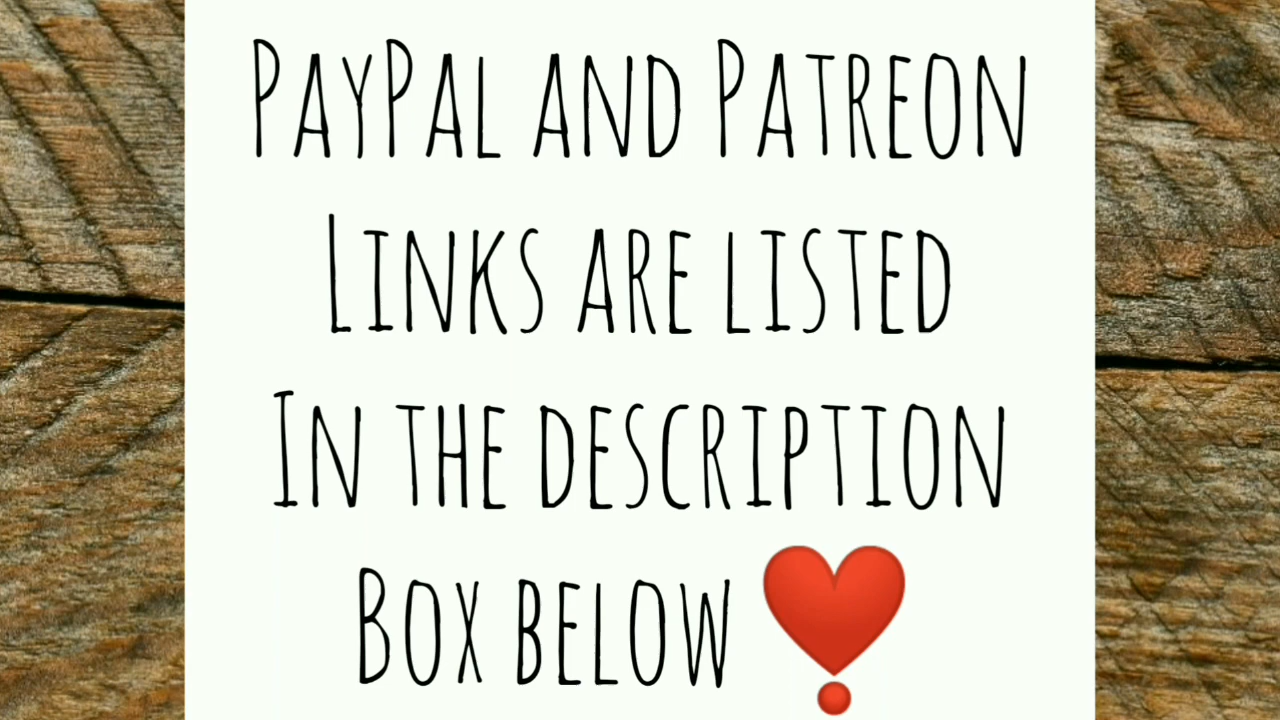 PayPal and Patreon
Links are listed
In the description
Box below ❣️